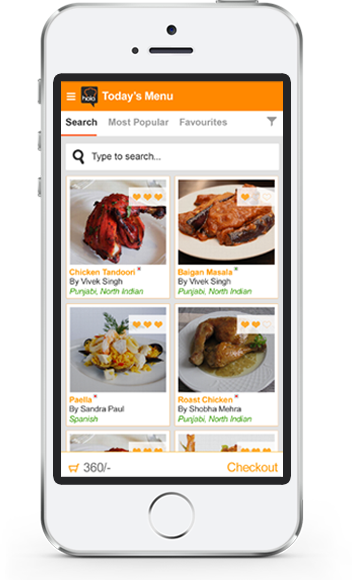 holachef
Today's Menu
Search Most Popular Favourites
Type to search...
Chicken Tandoori *
By Vivek Singh
Punjabi, North Indian
Baigan Masala *
By Vivek Singh
Punjabi, North Indian
Paella *
By Sandra Paul
Spanish
Roast Chicken *
By Shobha Mehra
Punjabi, North Indian
360/- Checkout